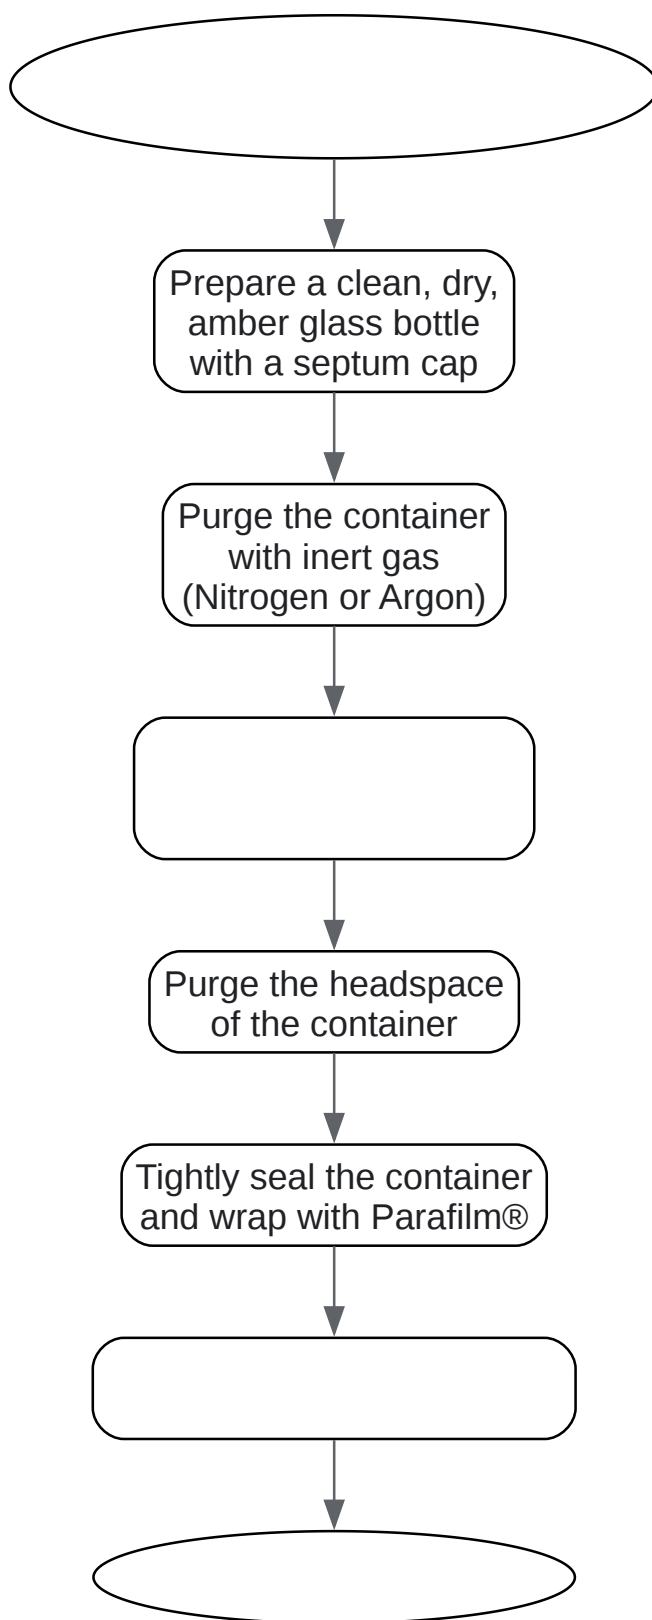 Prepare a clean, dry,
amber glass bottle
with a septum cap
Purge the container
with inert gas
(Nitrogen or Argon)
Purge the headspace
of the container
Tightly seal the container
and wrap with Parafilm®